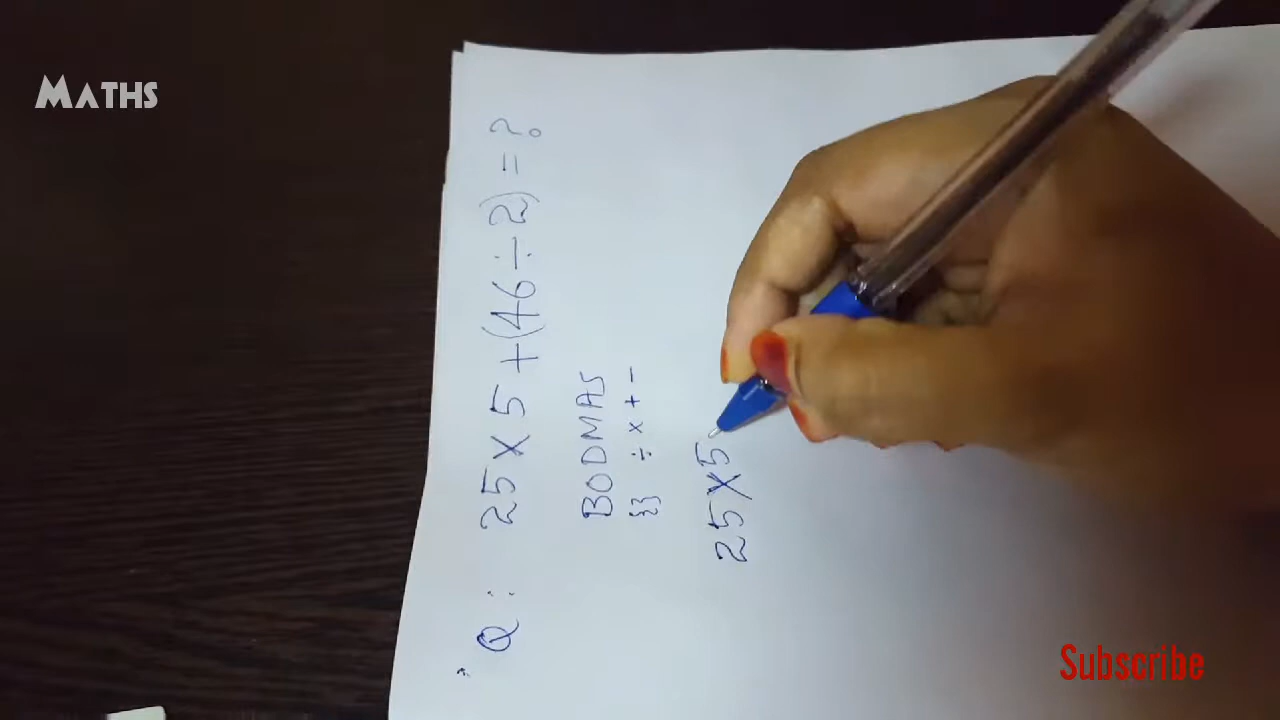 MATHS
Q : 25 × 5 + (46 ÷ 2) = ?
BODMAS
{}} ÷ × + -
25 × 5
Subscribe